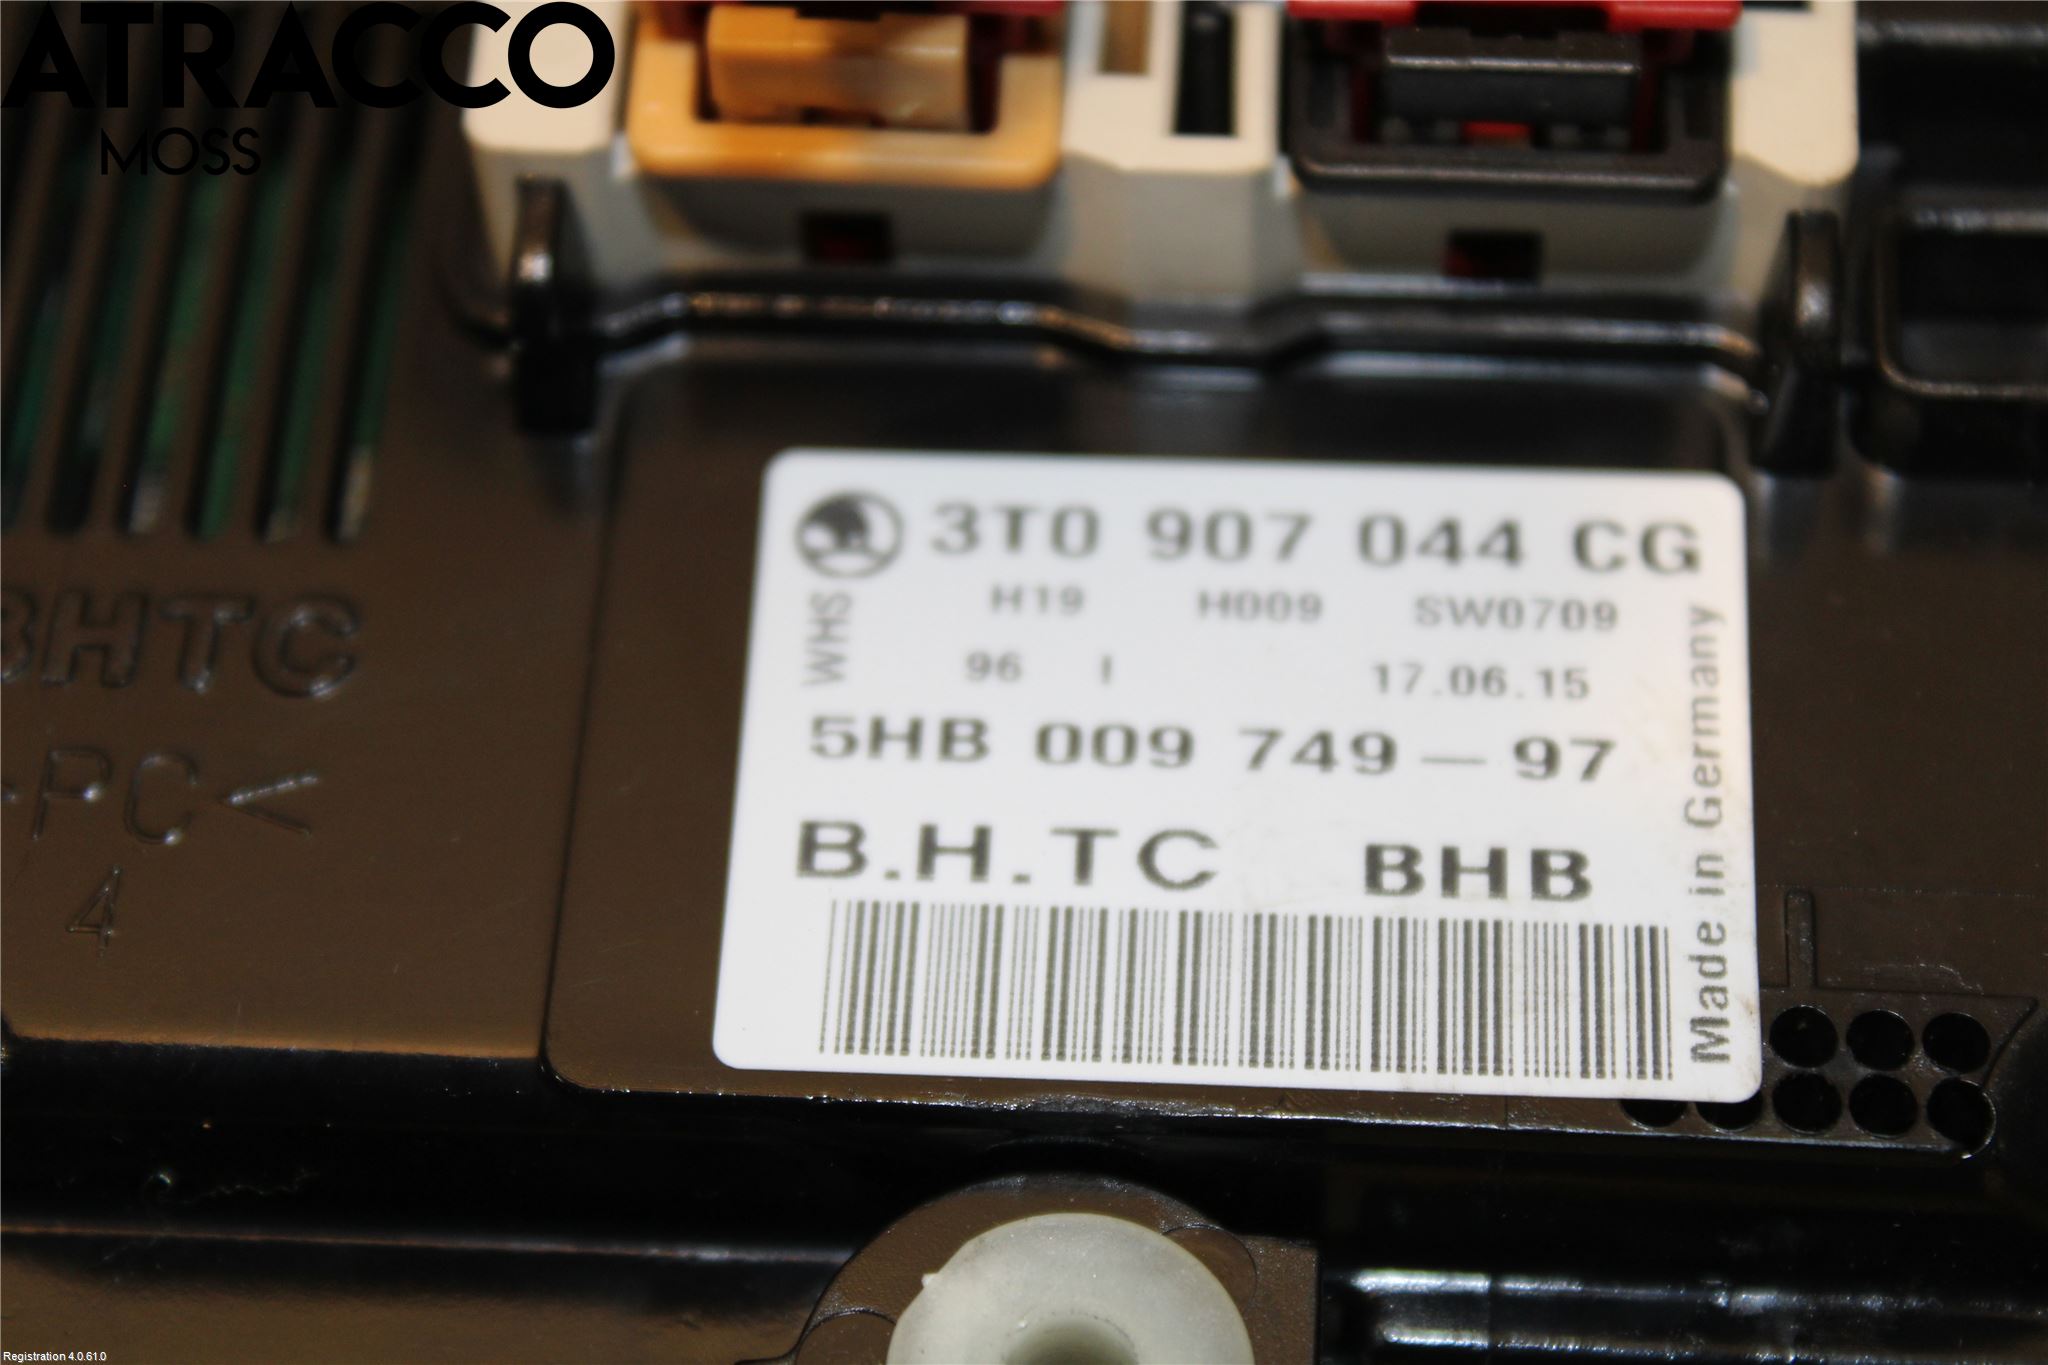 ATRACCO
MOSS
3T0 907 044 CG
H19 H009 SW0709
WHS
96 I 17.06.15
5HB 009 749-97
B.H.TC BHB
Made in Germany
BHTC
>PC<
4
Registration 4.0.61.0